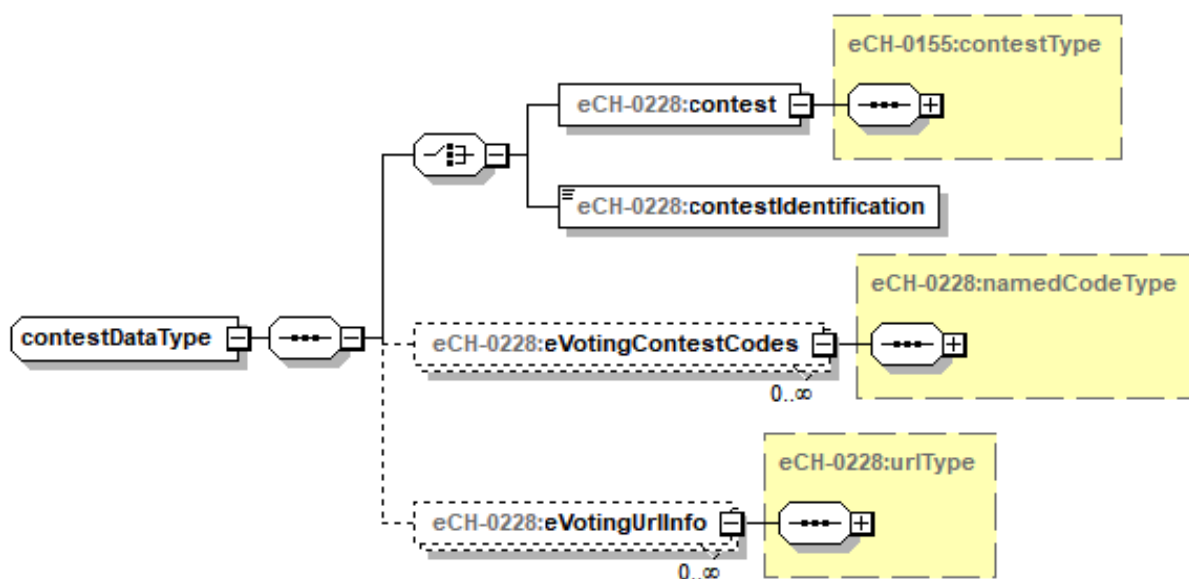 eCH-0155:contestType
eCH-0228:contest
eCH-0228:contestIdentification
eCH-0228:namedCodeType
contestDataType
eCH-0228:eVotingContestCodes
0..∞
eCH-0228:urlType
eCH-0228:eVotingUrlInfo
0..∞